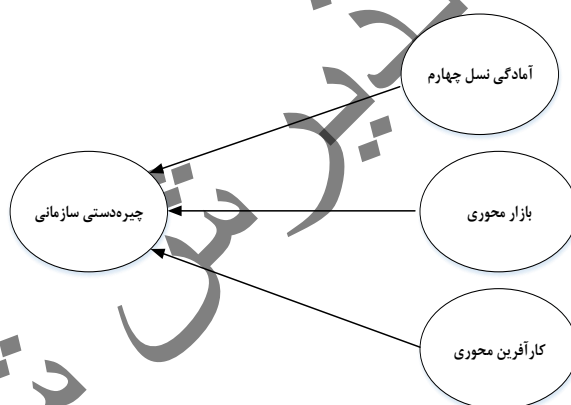 آمادگی نسل چهارم
چیره‌دستی سازمانی
بازار محوری
کارآفرین محوری